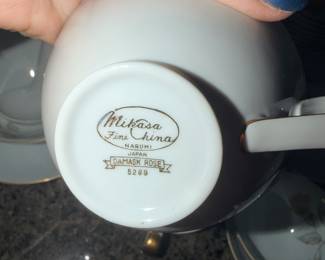 Mikasa
Fine China
NARUMI
JAPAN
DAMASK ROSE
5289